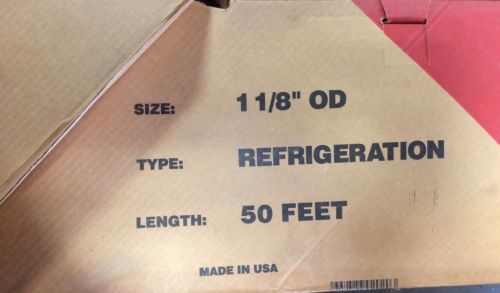 SIZE: 1 1/8" OD
TYPE: REFRIGERATION
LENGTH: 50 FEET
MADE IN USA